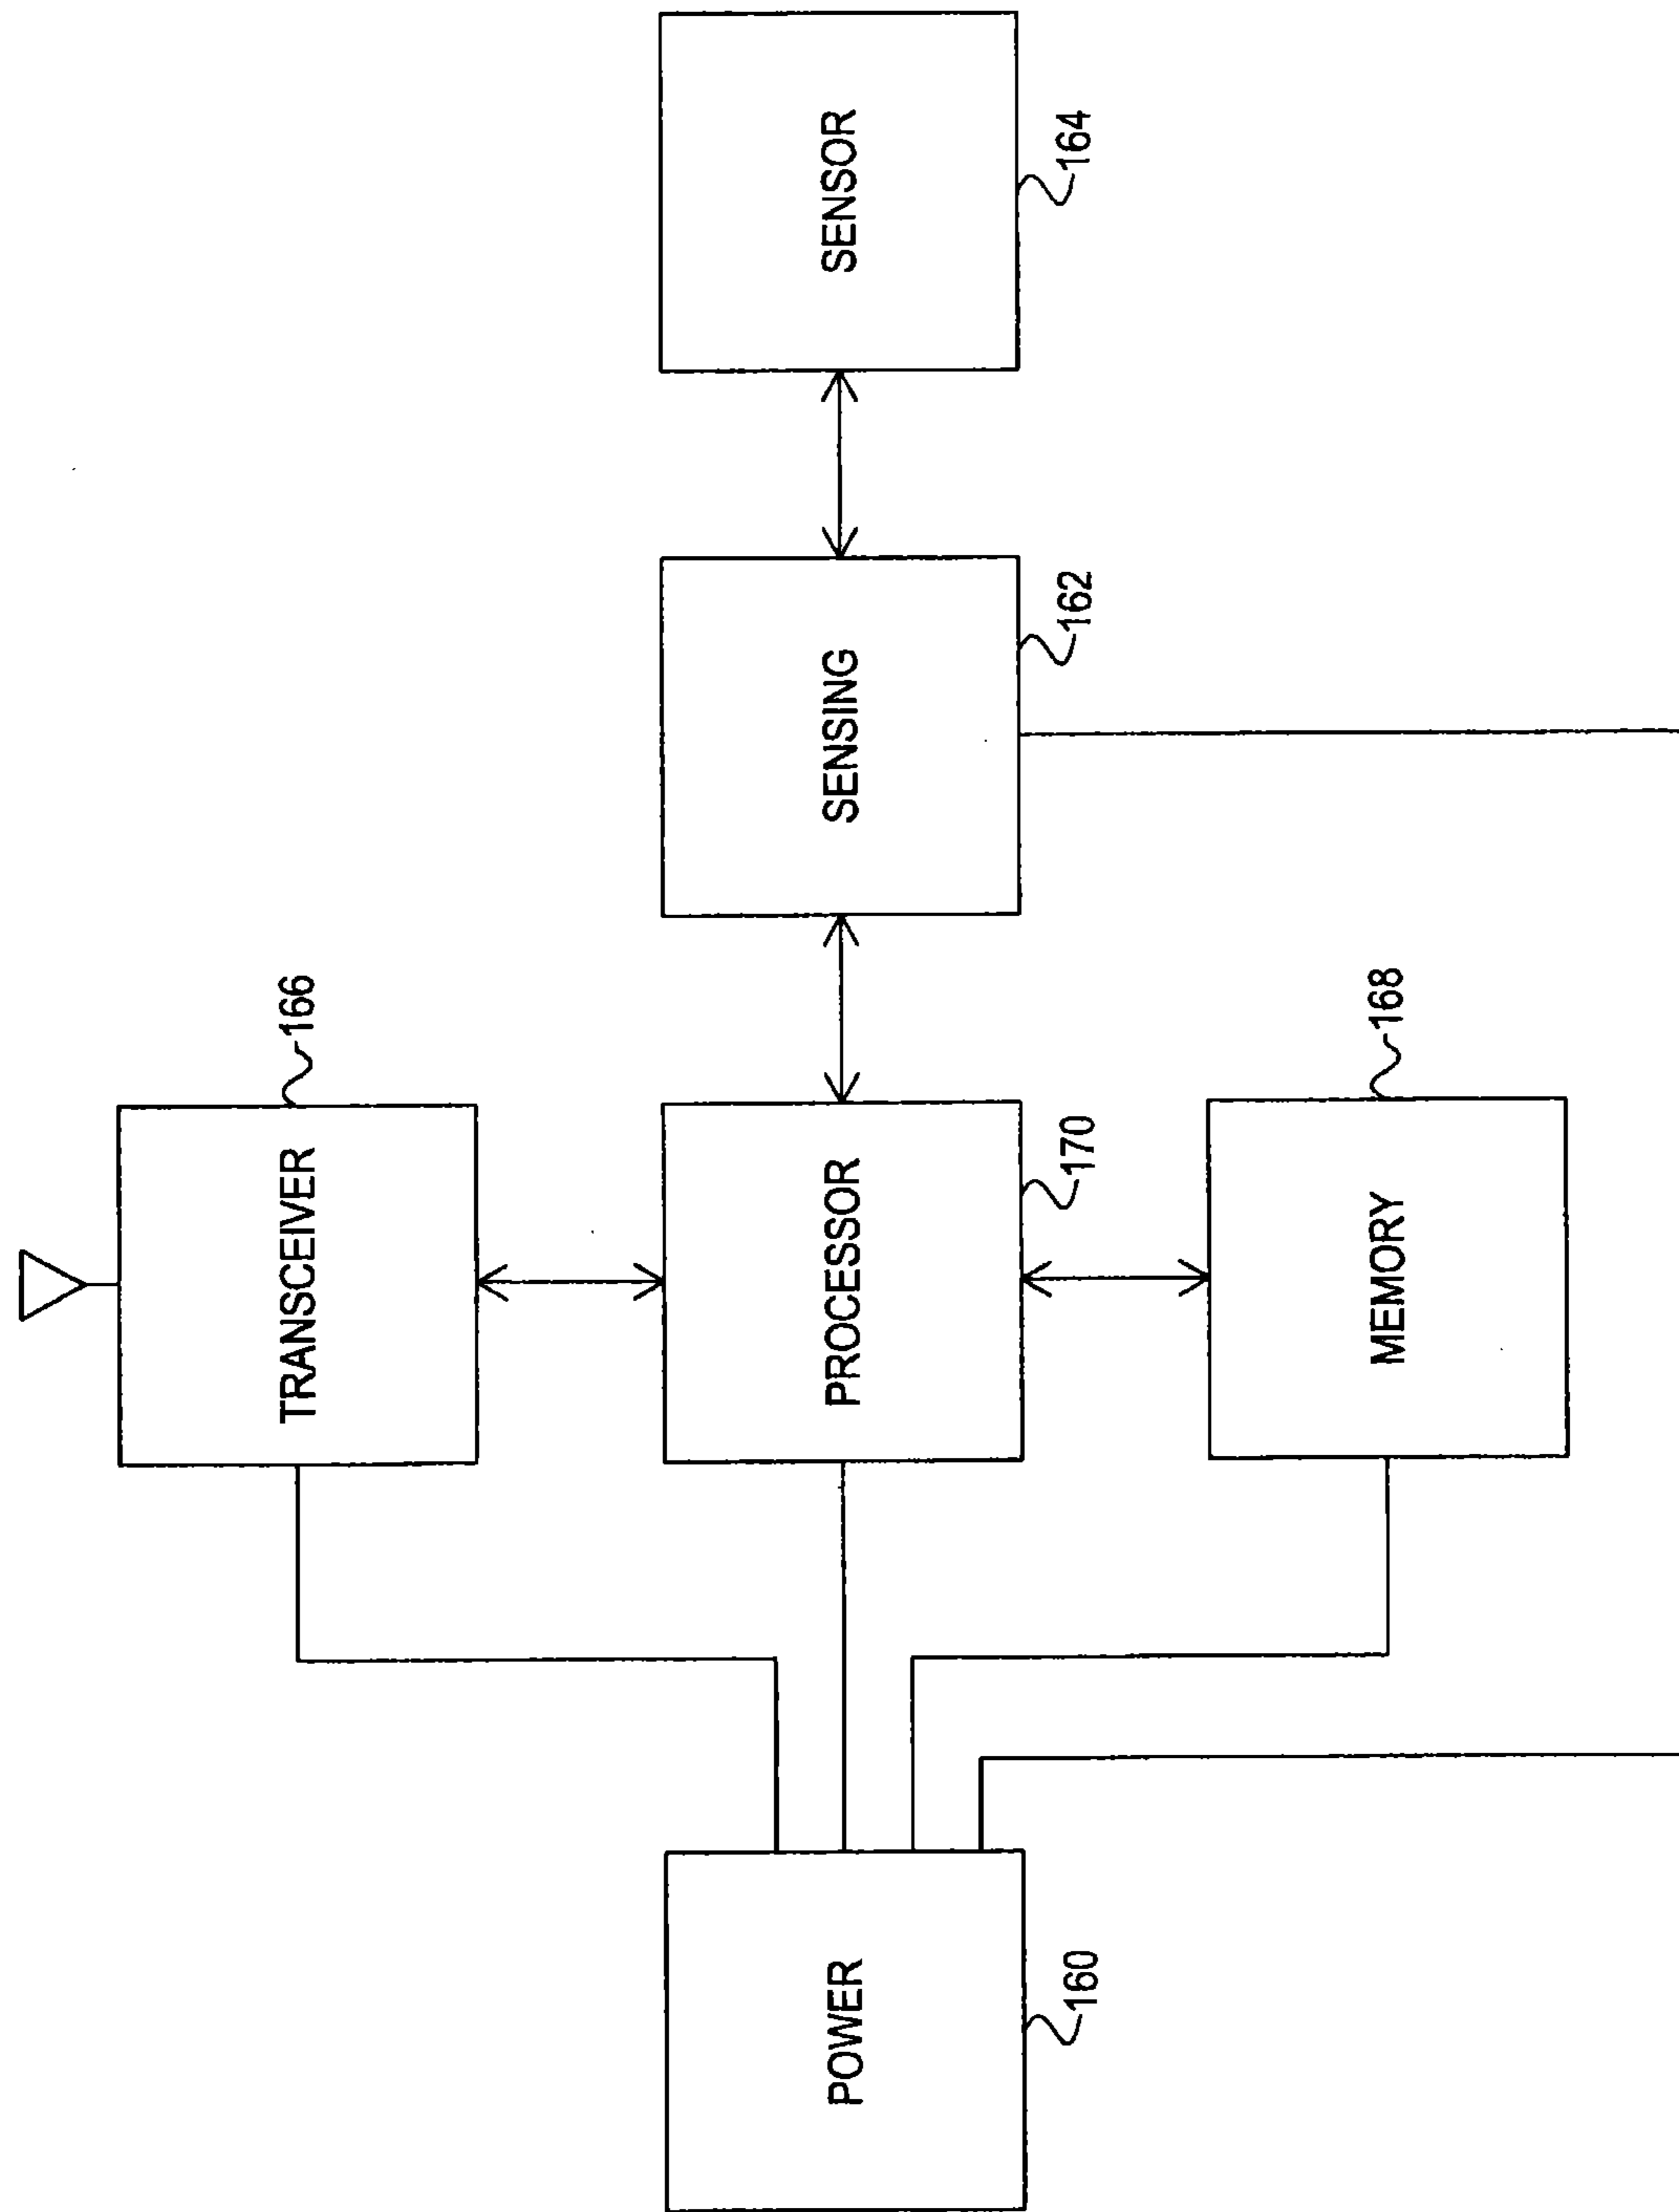 TRANSCEIVER
166
POWER
160
PROCESSOR
170
SENSING
162
SENSOR
164
MEMORY
168